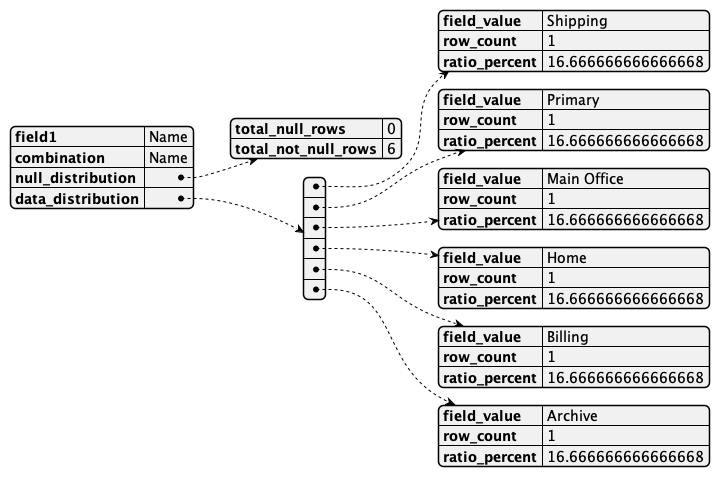 field1 Name
combination Name
null_distribution
data_distribution
total_null_rows 0
total_not_null_rows 6
field_value Shipping
row_count 1
ratio_percent 16.666666666666668
field_value Primary
row_count 1
ratio_percent 16.666666666666668
field_value Main Office
row_count 1
ratio_percent 16.666666666666668
field_value Home
row_count 1
ratio_percent 16.666666666666668
field_value Billing
row_count 1
ratio_percent 16.666666666666668
field_value Archive
row_count 1
ratio_percent 16.666666666666668